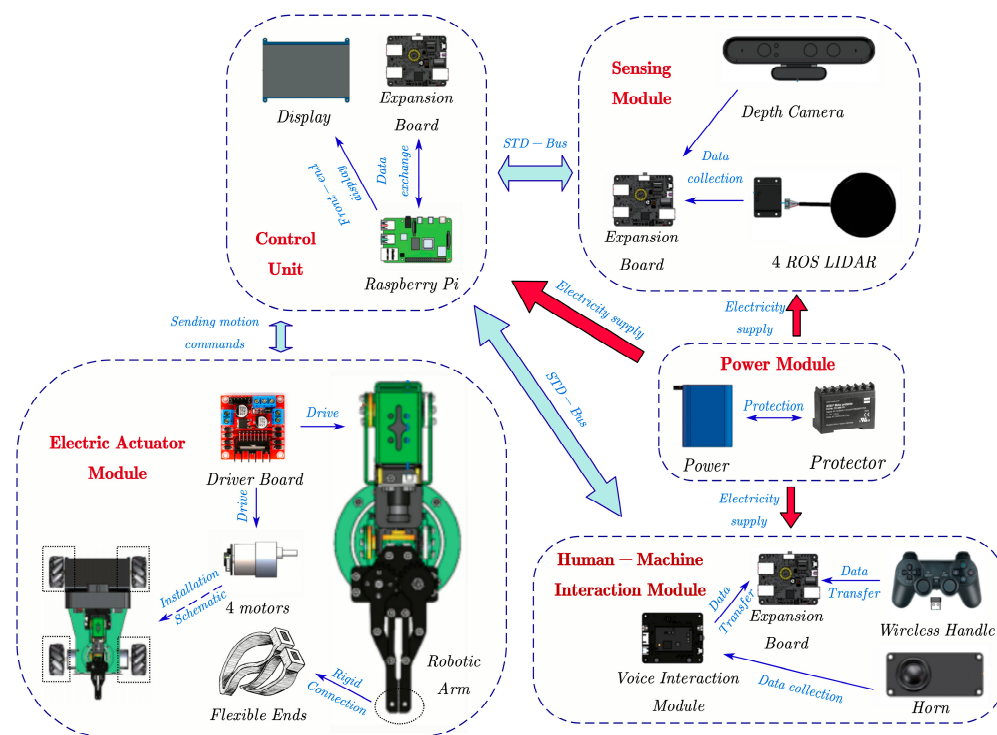 Display
Expansion
Board
Front-end
display
Data
exchange
Control
Unit
Raspberry Pi
STD-Bus
Sensing
Module
Depth Camera
Data
collection
Expansion
Board
4 ROS LIDAR
Electricity supply
Electricity
supply
Sending motion
commands
STD-Bus
Power Module
Protection
Power
Protector
Electricity
supply
Electric Actuator
Module
Drive
Driver Board
Drive
Installation
Schematic
4 motors
Robotic
Arm
Rigid
Connection
Flexible Ends
Human-Machine
Interaction Module
Data
Transfer
Expansion
Board
Data
Transfer
Wireless Handle
Voice Interaction
Module
Data collection
Horn